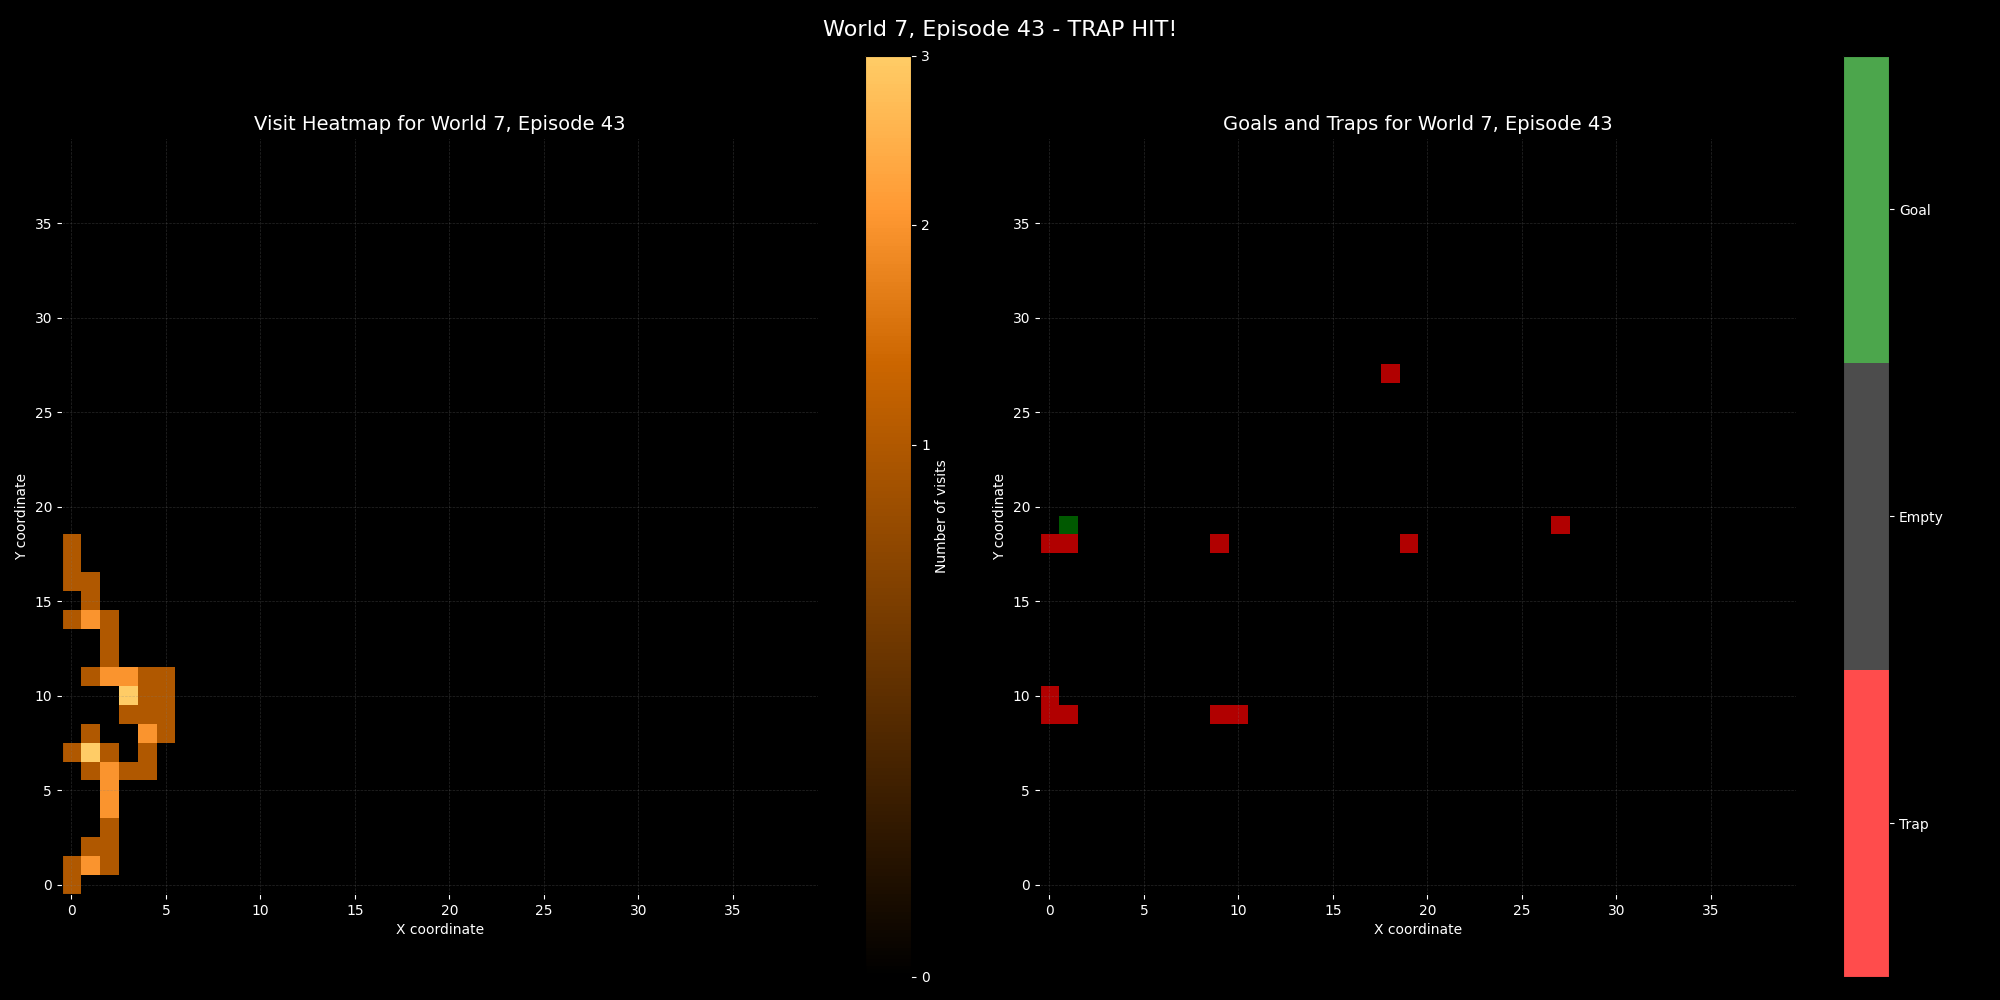 World 7, Episode 43 - TRAP HIT!
Visit Heatmap for World 7, Episode 43
Y coordinate
35
30
25
20
15
10
5
0
0 5 10 15 20 25 30 35
X coordinate
3
2
1
0
Number of visits
Goals and Traps for World 7, Episode 43
Y coordinate
35
30
25
20
15
10
5
0
0 5 10 15 20 25 30 35
X coordinate
Goal
Empty
Trap